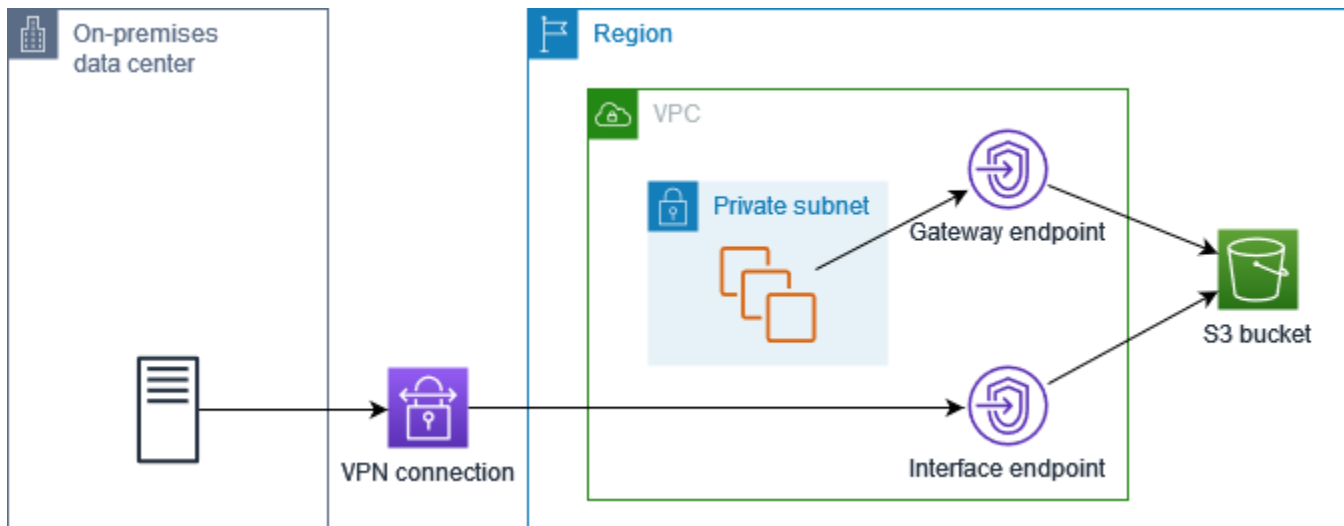 On-premises
data center
Region
VPC
Private subnet
Gateway endpoint
S3 bucket
VPN connection
Interface endpoint